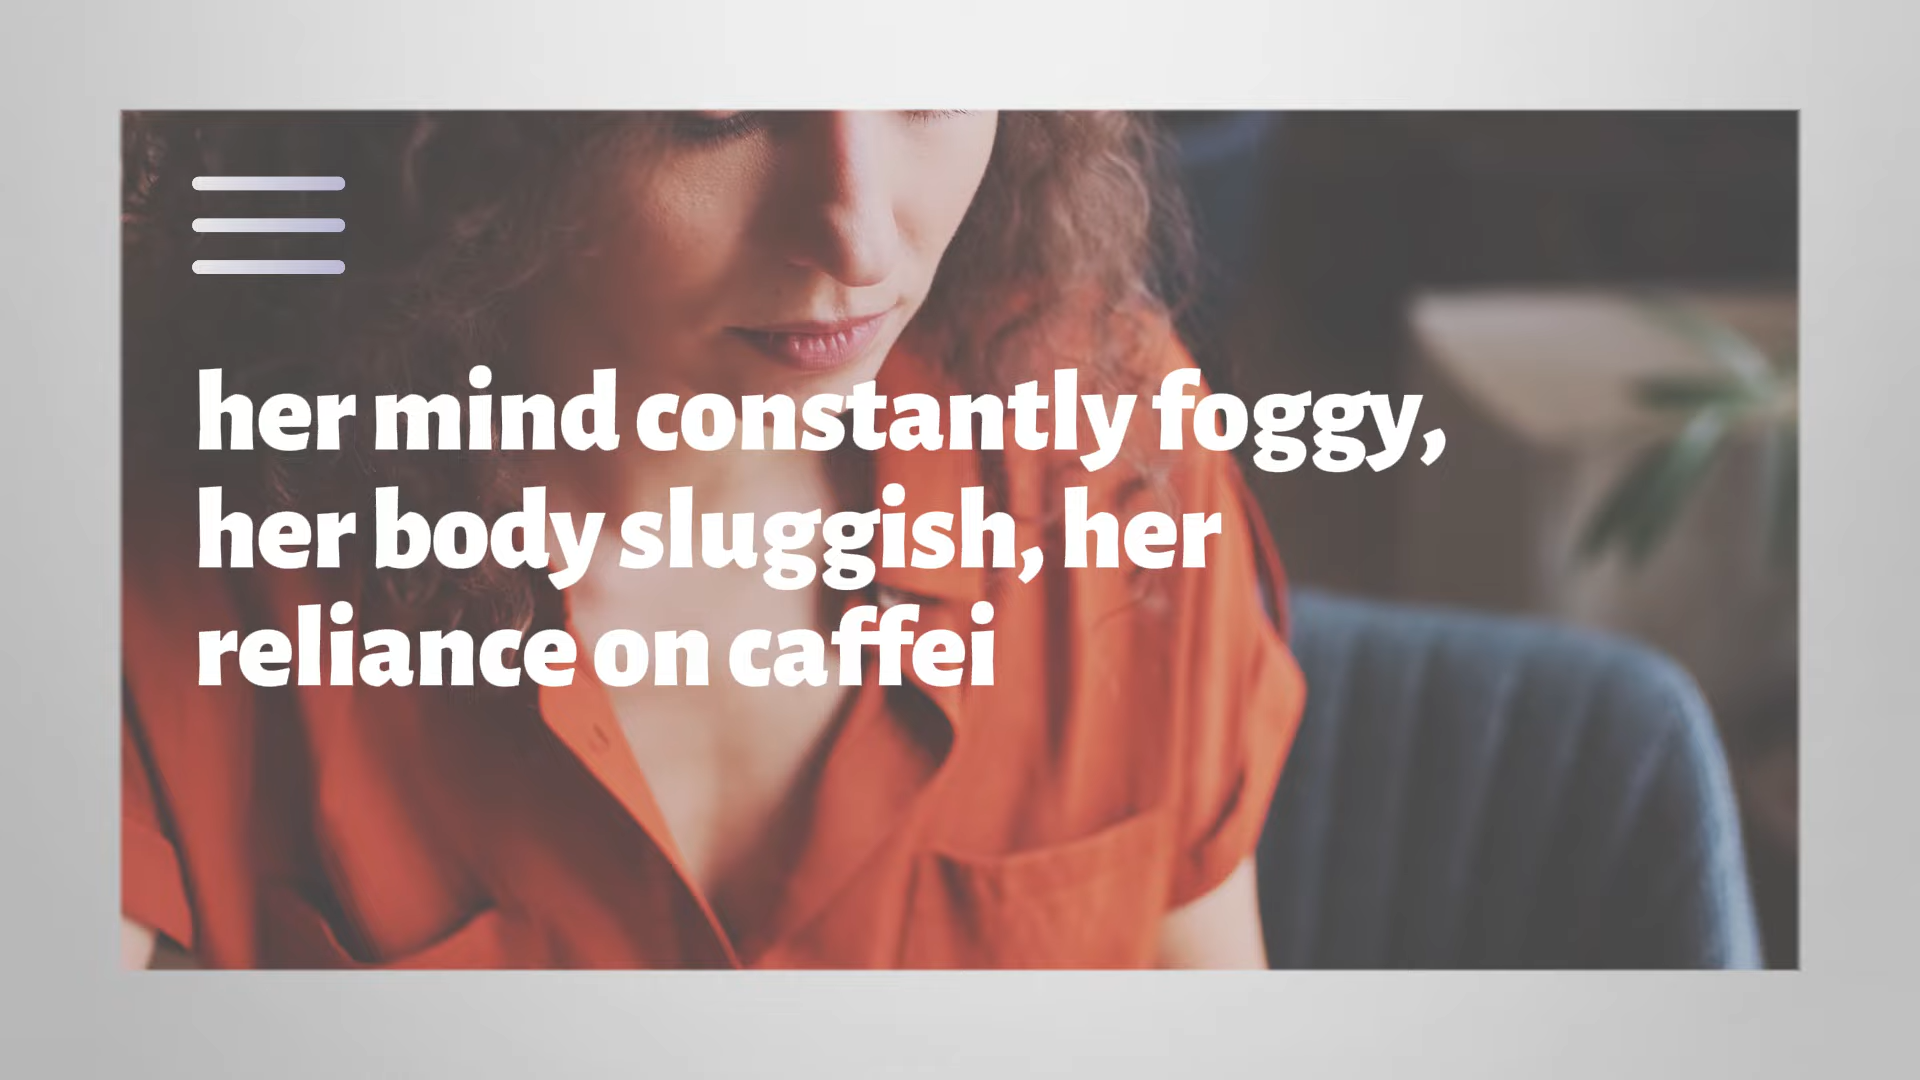 her mind constantly foggy,
her body sluggish, her
reliance on caffei